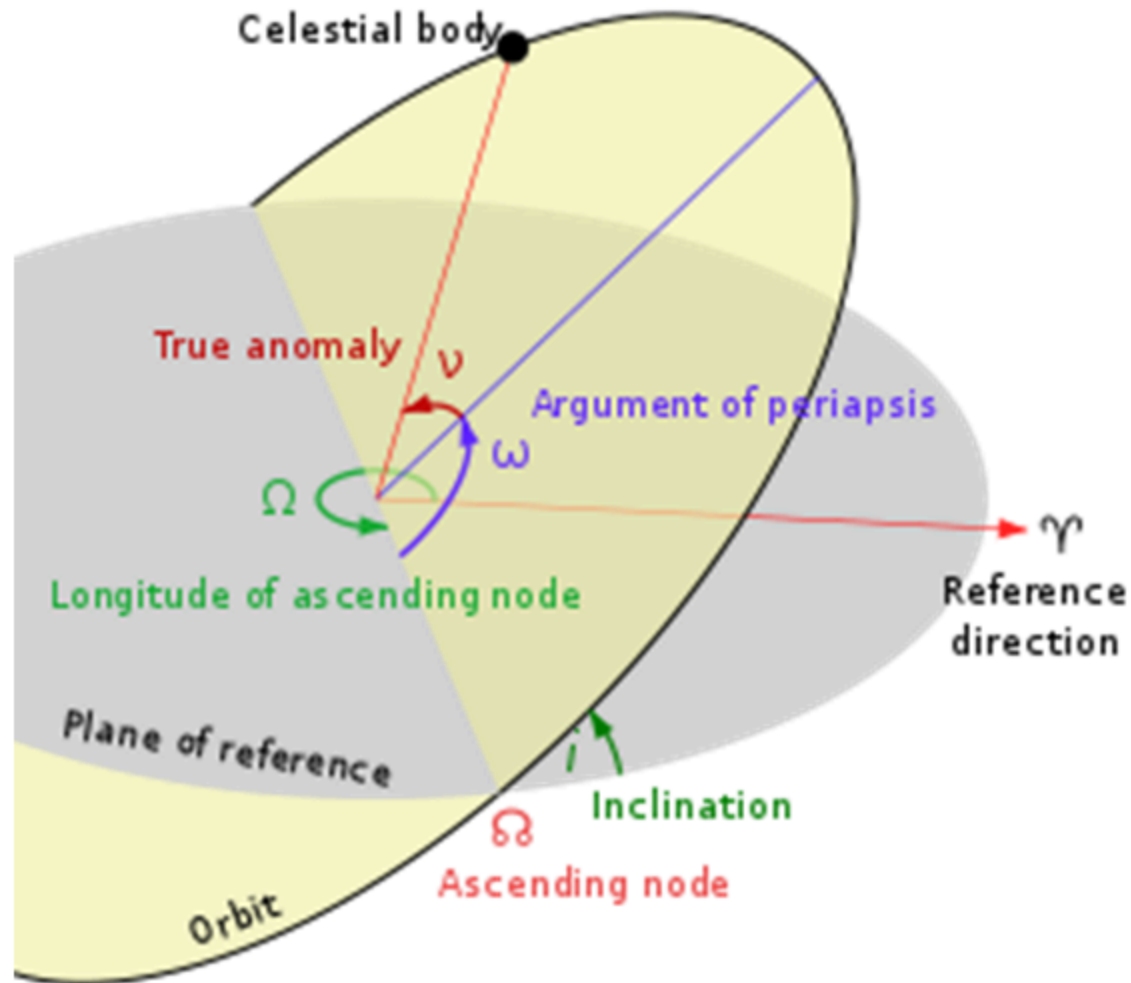 Celestial body
True anomaly
ν
Argument of periapsis
ω
Ω
♈
Longitude of ascending node
Reference
direction
Plane of reference
Inclination
☊
Ascending node
Orbit